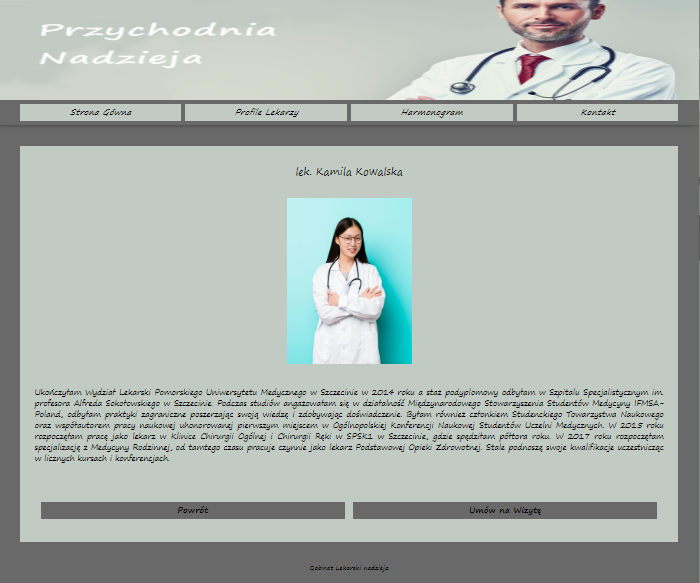 Przychodnia
Nadzieja
Strona Gówna
Profile Lekarzy
Harmonogram
Kontakt
lek. Kamila Kowalska
Ukończyłam Wydział Lekarski Pomorskiego Uniwersytetu Medycznego w Szczecinie w 2014 roku a staż podyplomowy odbyłam w Szpitalu Specjalistycznym im.
profesora Alfreda Sokołowskiego w Szczecinie. Podczas studiów angażowałam się w działalność Międzynarodowego Stowarzyszenia Studentów Medycyny IFMSA-
Poland, odbyłam praktyki zagraniczne poszerzając swoją wiedzę i zdobywając doświadczenie. Byłam również członkiem Studenckiego Towarzystwa Naukowego
oraz współautorem pracy naukowej uhonorowanej pierwszym miejscem w Ogólnopolskiej Konferencji Naukowej Studentów Uczelni Medycznych. W 2015 roku
rozpoczęłam pracę jako lekarz w Klinice Chirurgii Ogólnej i Chirurgii Ręki w SPSK1 w Szczecinie, gdzie spędziłam półtora roku. W 2017 roku rozpoczęłam
specjalizację z Medycyny Rodzinnej, od tamtego czasu pracuje czynnie jako lekarz Podstawowej Opieki Zdrowotnej. Stale podnoszę swoje kwalifikacje uczestnicząc
w licznych kursach i konferencjach.
Powrót
Umów na Wizytę
Gabinet Lekarski nadzieja